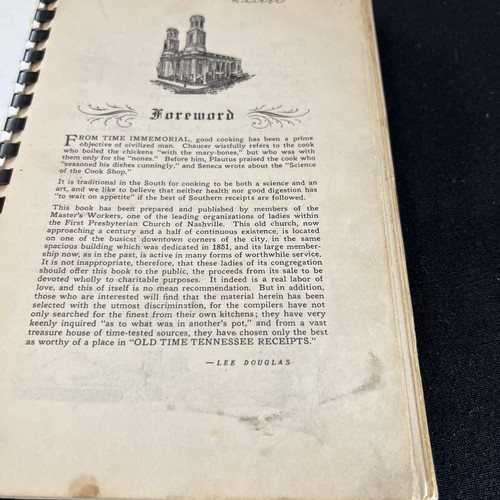 Foreword
FROM TIME IMMEMORIAL, good cooking has been a prime
objective of civilized man. Chaucer wistfully refers to the cook
who boiled the chickens "with the mary-bones," but who was with
them only for the "nones." Before him, Plautus praised the cook who
"seasoned his dishes cunningly," and Seneca wrote about the "Science
of the Cook Shop."
It is traditional in the South for cooking to be both a science and an
art, and we like to believe that neither health nor good digestion has
"to wait on appetite" if the best of Southern receipts are followed.
This book has been prepared and published by members of the
Master's Workers, one of the leading organizations of ladies within
the First Presbyterian Church of Nashville. This old church, now
approaching a century and a half of continuous existence, is located
on one of the busiest downtown corners of the city, in the same
spacious building which was dedicated in 1851, and its large member-
ship now, as in the past, is active in many forms of worthwhile service.
It is not inappropriate, therefore, that these ladies of its congregation
should offer this book to the public, the proceeds from its sale to be
devoted wholly to charitable purposes. It indeed is a real labor of
love, and this of itself is no mean recommendation. But in addition,
those who are interested will find that the material herein has been
selected with the utmost discrimination, for the compilers have not
only searched for the finest from their own kitchens; they have very
keenly inquired "as to what was in another's pot," and from a vast
treasure house of time-tested sources, they have chosen only the best
as worthy of a place in "OLD TIME TENNESSEE RECEIPTS."
—LEE DOUGLAS